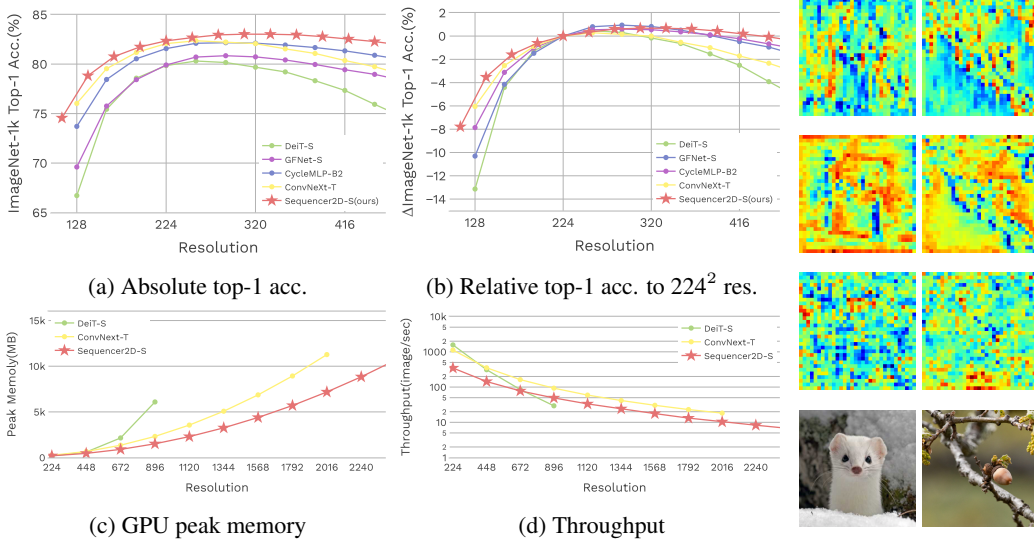 85
80
75
70
65
ImageNet-1k Top-1 Acc.(%)
128
224
320
416
Resolution
DeiT-S
GFNet-S
CycleMLP-B2
ConvNeXt-T
Sequencer2D-S(ours)
(a) Absolute top-1 acc.
2
0
−2
−4
−6
−8
−10
−12
−14
ΔImageNet-1k Top-1 Acc.(%)
128
224
320
416
Resolution
DeiT-S
GFNet-S
CycleMLP-B2
ConvNeXt-T
Sequencer2D-S(ours)
(b) Relative top-1 acc. to 224² res.
15k
10k
5k
0
Peak Memoly(MB)
224 448 672 896 1120 1344 1568 1792 2016 2240
Resolution
DeiT-S
ConvNext-T
Sequencer2D-S
(c) GPU peak memory
10k
5
2
1000
5
2
100
5
2
10
5
2
1
Throughput(image/sec)
224 448 672 896 1120 1344 1568 1792 2016 2240
Resolution
DeiT-S
ConvNext-T
Sequencer2D-S
(d) Throughput